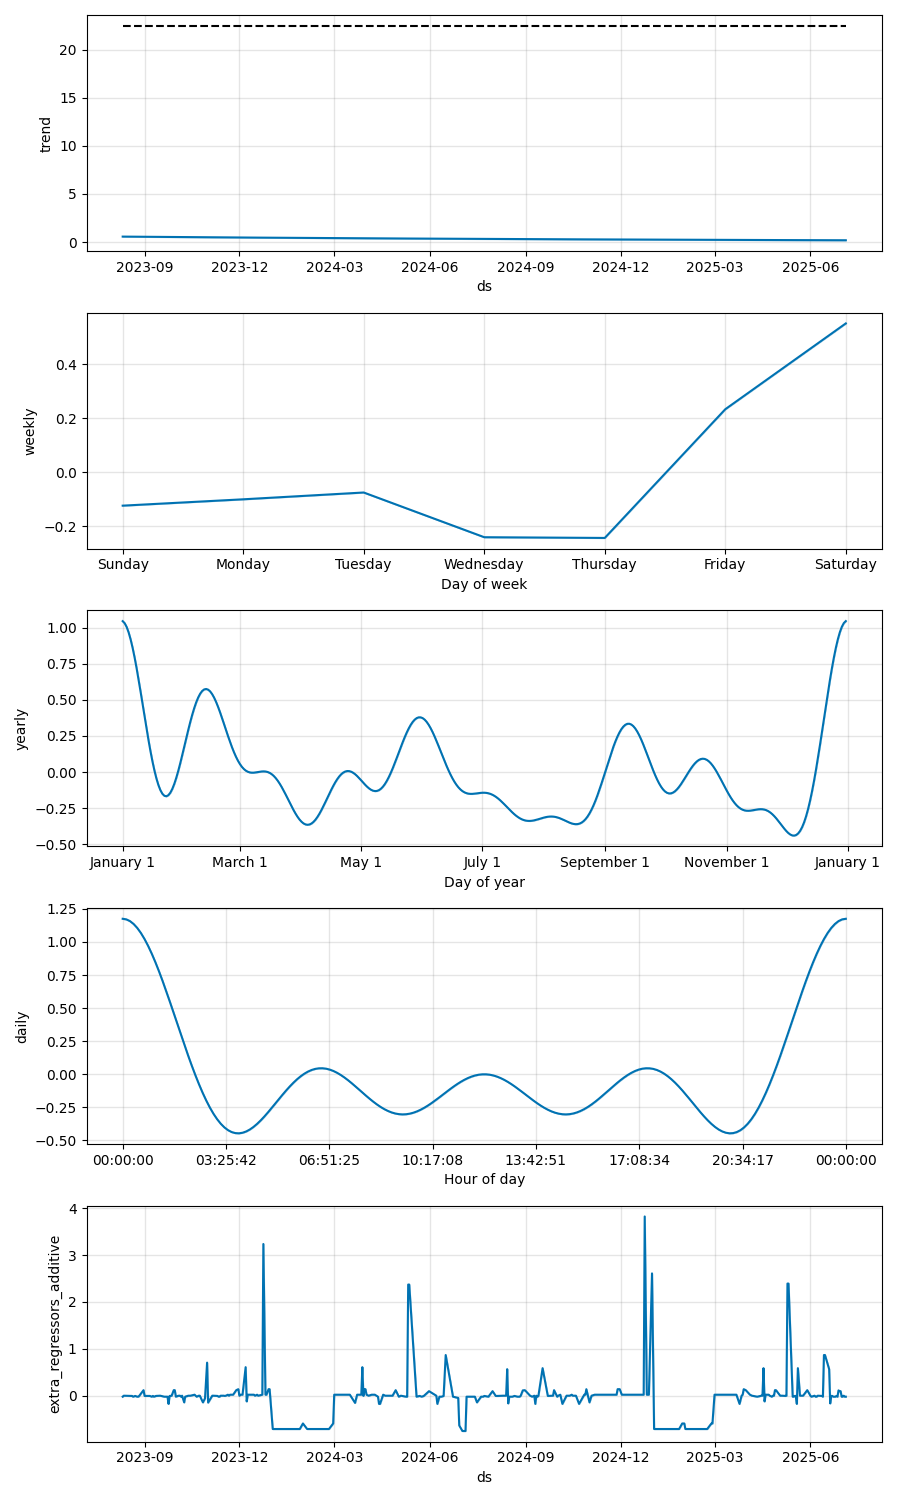 20
15
10
5
0
trend
2023-09 2023-12 2024-03 2024-06 2024-09 2024-12 2025-03 2025-06
ds
0.4
0.2
0.0
−0.2
weekly
Sunday Monday Tuesday Wednesday Thursday Friday Saturday
Day of week
1.00
0.75
0.50
0.25
0.00
−0.25
−0.50
yearly
January 1 March 1 May 1 July 1 September 1 November 1 January 1
Day of year
1.25
1.00
0.75
0.50
0.25
0.00
−0.25
−0.50
daily
00:00:00 03:25:42 06:51:25 10:17:08 13:42:51 17:08:34 20:34:17 00:00:00
Hour of day
4
3
2
1
0
extra_regressors_additive
2023-09 2023-12 2024-03 2024-06 2024-09 2024-12 2025-03 2025-06
ds